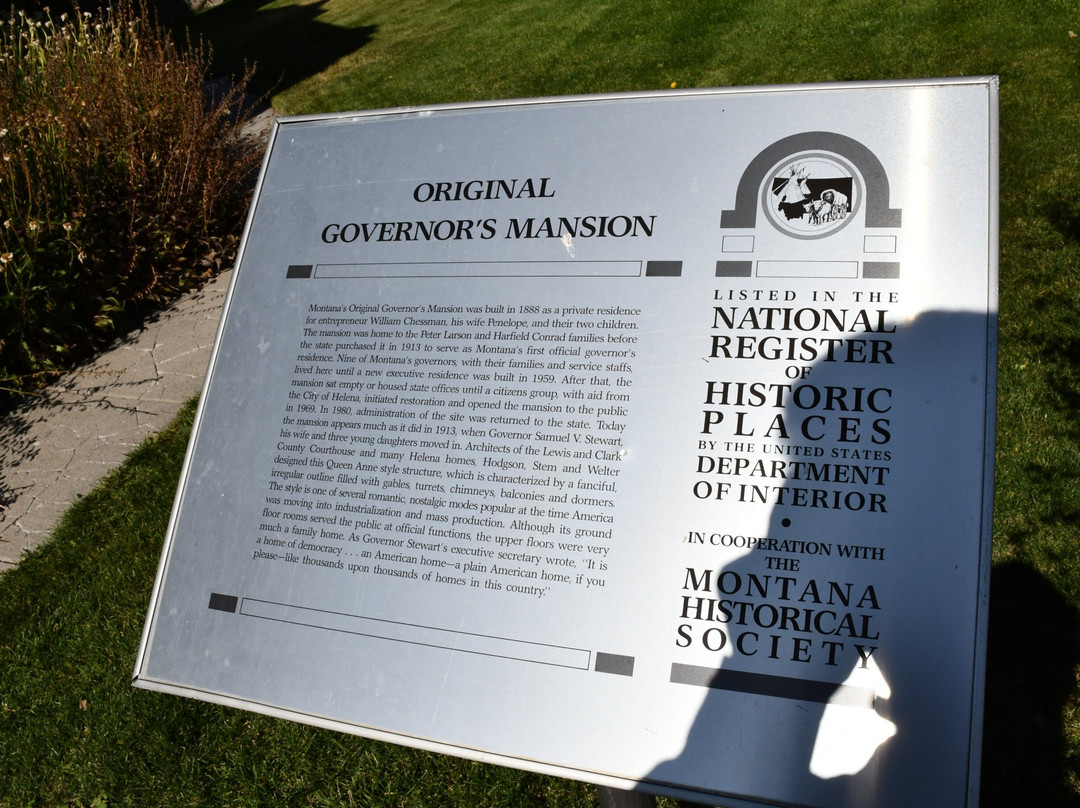 ORIGINAL
GOVERNOR'S MANSION
Montana's Original Governor's Mansion was built in 1888 as a private residence
for entrepreneur William Chessman, his wife Penelope, and their two children.
The mansion was home to the Peter Larson and Harfield Conrad families before
the state purchased it in 1913 to serve as Montana's first official governor's
residence. Nine of Montana's governors, with their families and service staffs,
lived here until a new executive residence was built in 1959. After that, the
mansion sat empty or housed state offices until a citizens group, with aid from
the City of Helena, initiated restoration and opened the mansion to the public
in 1969. In 1980, administration of the site was returned to the state. Today
the mansion appears much as it did in 1913, when Governor Samuel V. Stewart,
his wife and three young daughters moved in. Architects of the Lewis and Clark
County Courthouse and many Helena homes, Hodgson, Stem and Welter
designed this Queen Anne style structure, which is characterized by a fanciful,
irregular outline filled with gables, turrets, chimneys, balconies and dormers.
The style is one of several romantic, nostalgic modes popular at the time America
was moving into industrialization and mass production. Although its ground
floor rooms served the public at official functions, the upper floors were very
much a family home. As Governor Stewart's executive secretary wrote, "It is
a home of democracy . . . an American home—a plain American home, if you
please—like thousands upon thousands of homes in this country."
LISTED IN THE
NATIONAL
REGISTER
OF
HISTORIC
PLACES
BY THE UNITED STATES
DEPARTMENT
OF INTERIOR
•
IN COOPERATION WITH
THE
MONTANA
HISTORICAL
SOCIETY